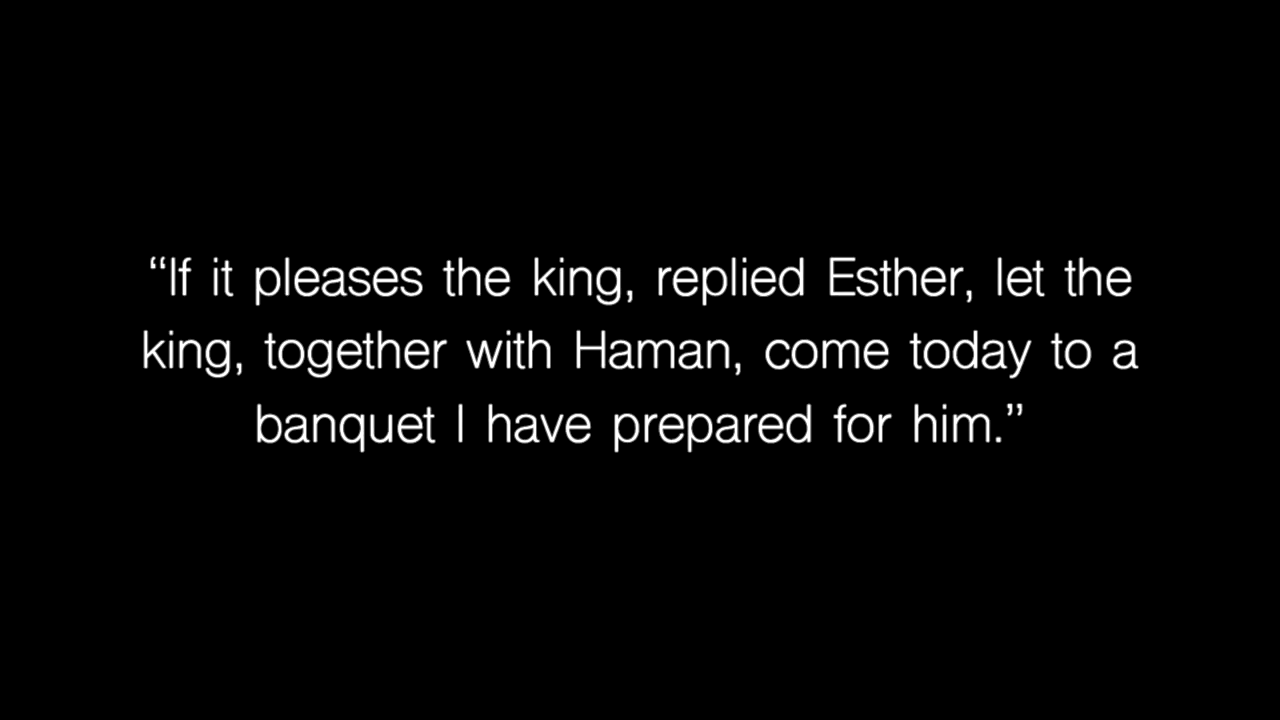 “If it pleases the king, replied Esther, let the
king, together with Haman, come today to a
banquet I have prepared for him.”